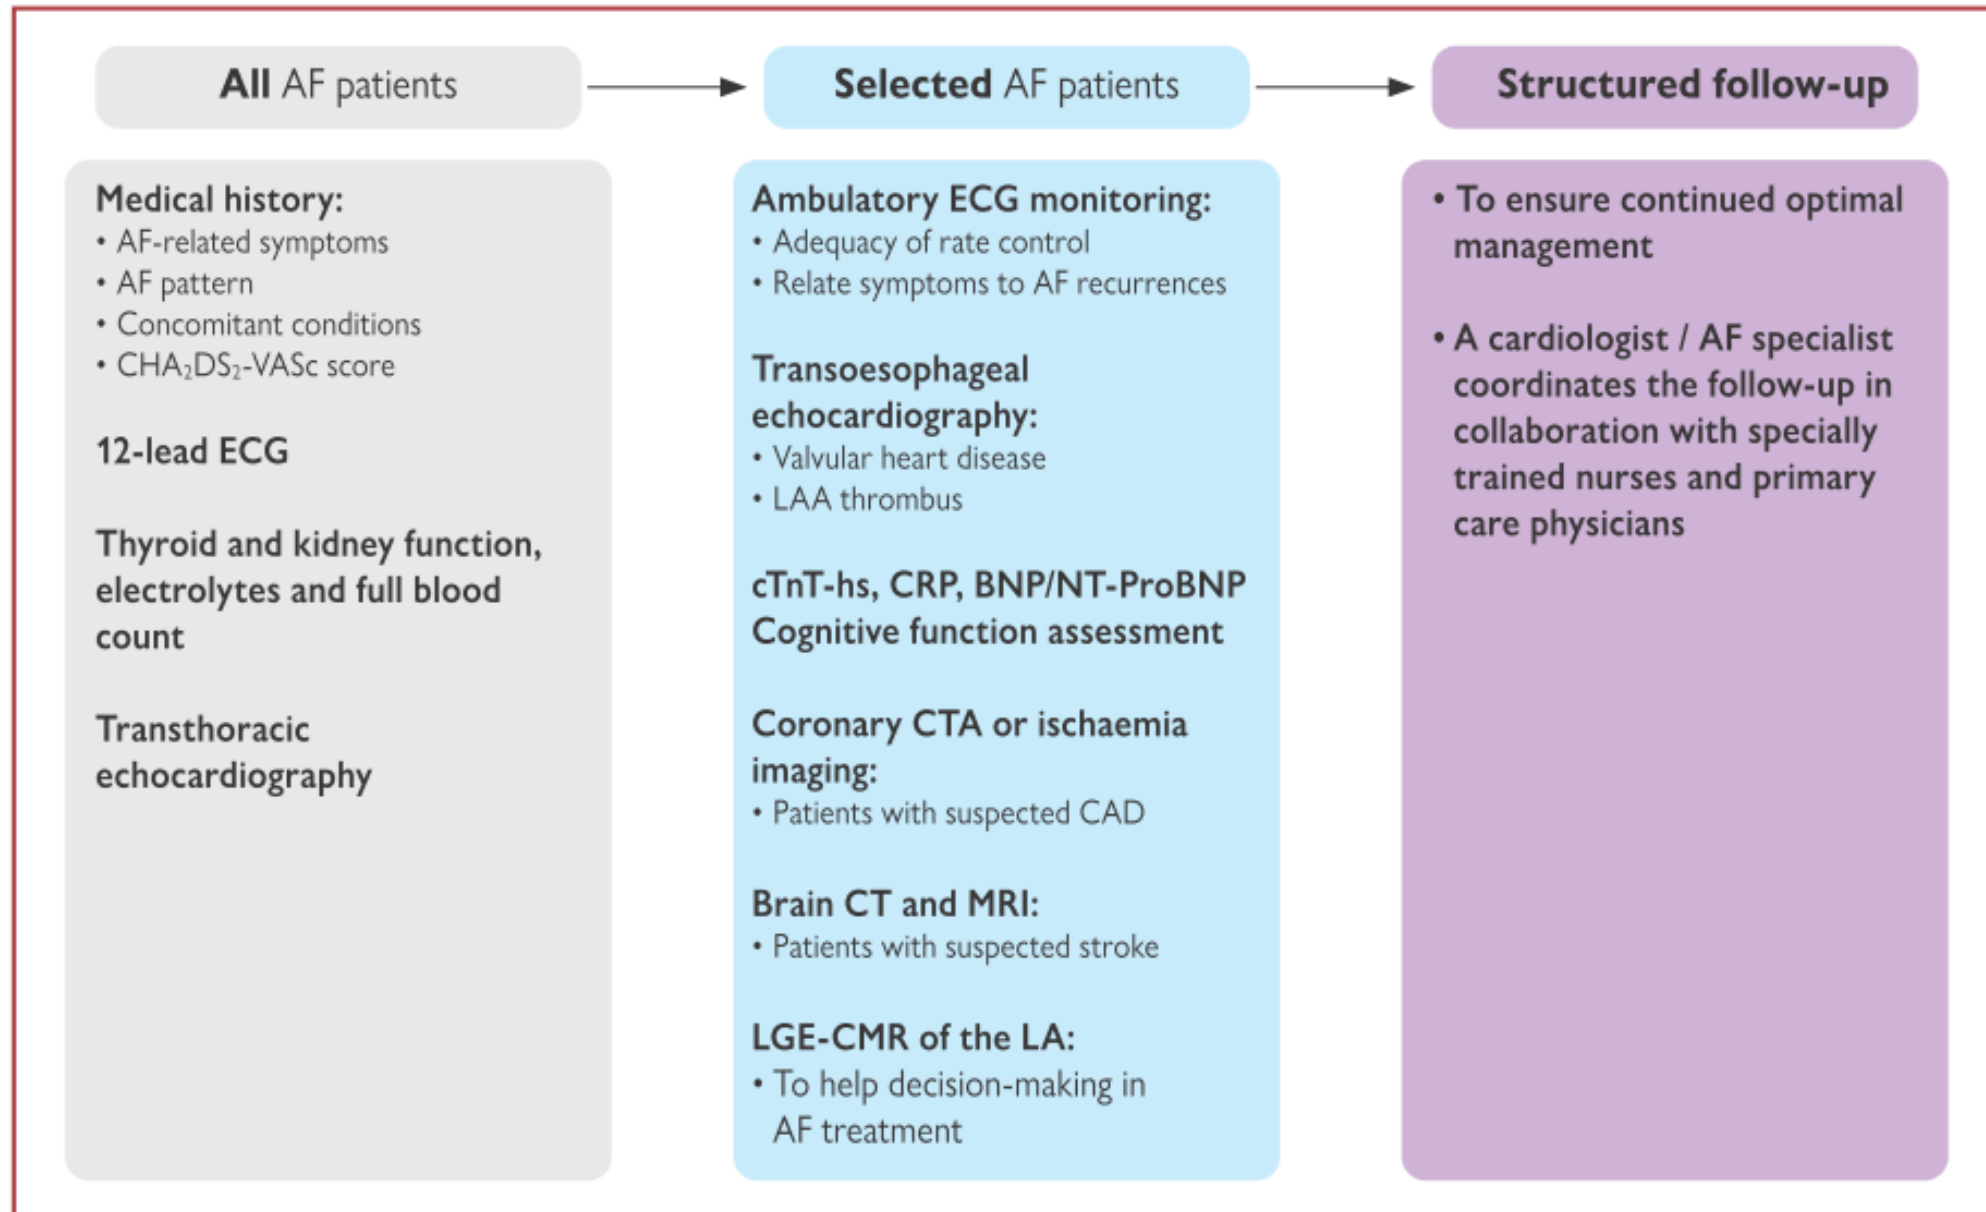 All AF patients
Selected AF patients
Structured follow-up
Medical history:
• AF-related symptoms
• AF pattern
• Concomitant conditions
• CHA₂DS₂-VASc score
12-lead ECG
Thyroid and kidney function,
electrolytes and full blood
count
Transthoracic
echocardiography
Ambulatory ECG monitoring:
• Adequacy of rate control
• Relate symptoms to AF recurrences
Transoesophageal
echocardiography:
• Valvular heart disease
• LAA thrombus
cTnT-hs, CRP, BNP/NT-ProBNP
Cognitive function assessment
Coronary CTA or ischaemia
imaging:
• Patients with suspected CAD
Brain CT and MRI:
• Patients with suspected stroke
LGE-CMR of the LA:
• To help decision-making in
AF treatment
• To ensure continued optimal
management
• A cardiologist / AF specialist
coordinates the follow-up in
collaboration with specially
trained nurses and primary
care physicians